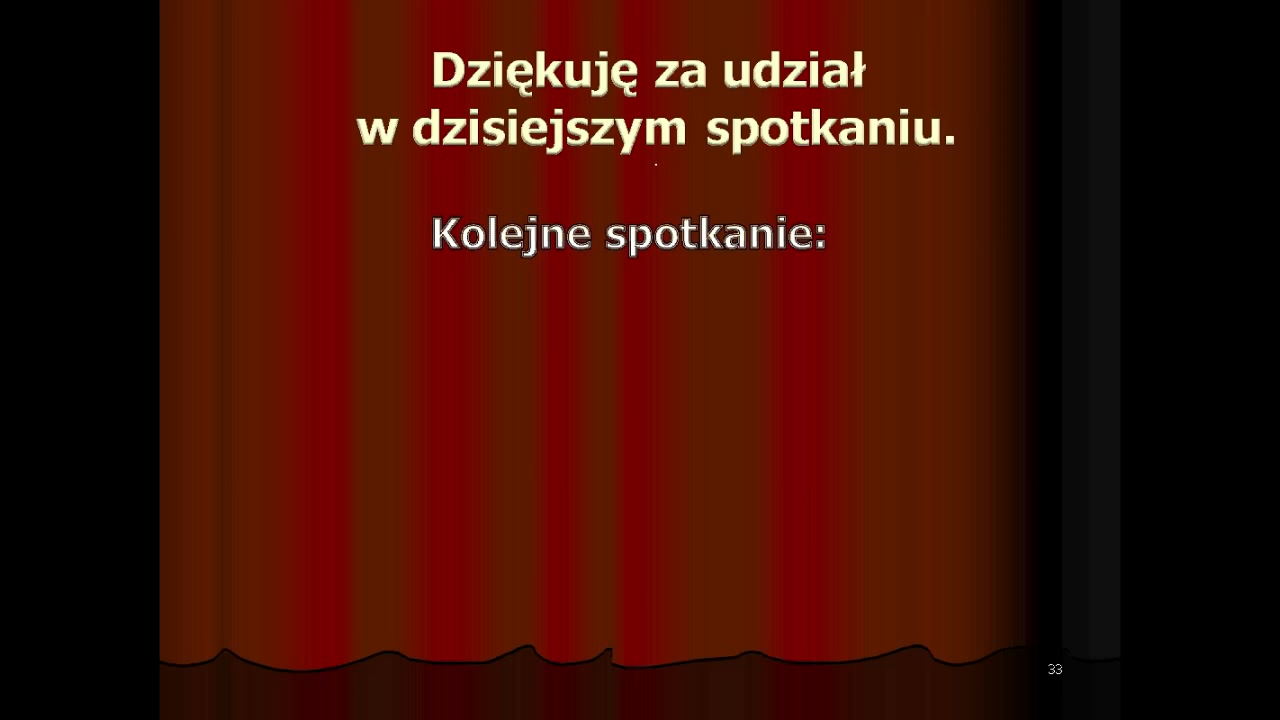 Dziękuję za udział
w dzisiejszym spotkaniu.
.
Kolejne spotkanie:
33